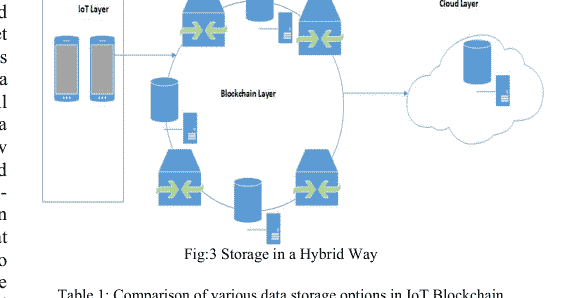 IoT Layer
Cloud Layer
Blockchain Layer
Fig:3 Storage in a Hybrid Way
Table 1: Comparison of various data storage options in IoT Blockchain